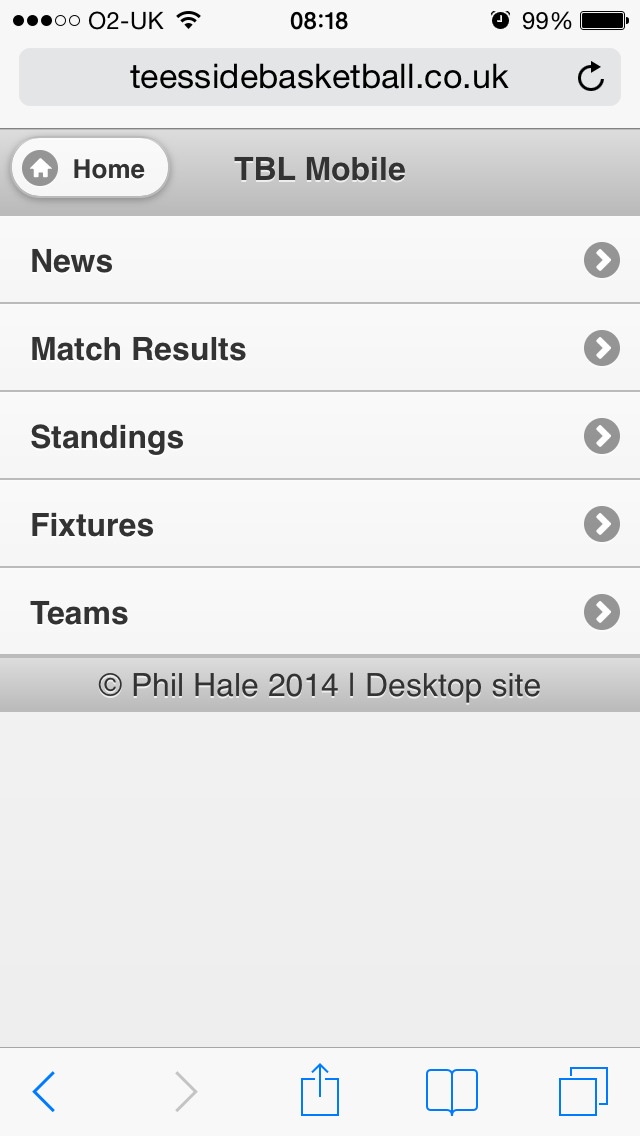 O2-UK 08:18 99%
teessidebasketball.co.uk
Home TBL Mobile
News
Match Results
Standings
Fixtures
Teams
© Phil Hale 2014 | Desktop site